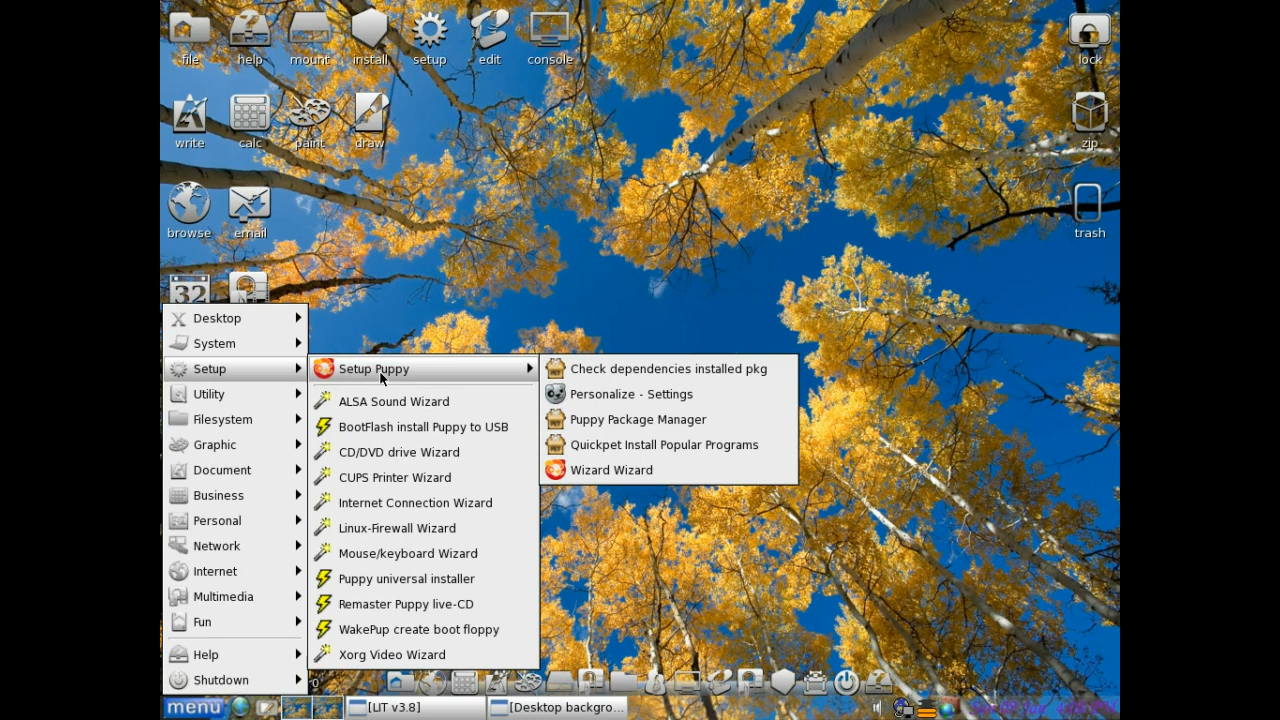 file help mount install setup edit console lock
write calc paint draw zip
browse email trash
32
Desktop
System
Setup
Utility
Filesystem
Graphic
Document
Business
Personal
Network
Internet
Multimedia
Fun
Help
Shutdown
Setup Puppy
ALSA Sound Wizard
BootFlash install Puppy to USB
CD/DVD drive Wizard
CUPS Printer Wizard
Internet Connection Wizard
Linux-Firewall Wizard
Mouse/keyboard Wizard
Puppy universal installer
Remaster Puppy live-CD
WakePup create boot floppy
Xorg Video Wizard
Check dependencies installed pkg
Personalize - Settings
Puppy Package Manager
Quickpet Install Popular Programs
Wizard Wizard
menu [LIT v3.8] [Desktop backgro...